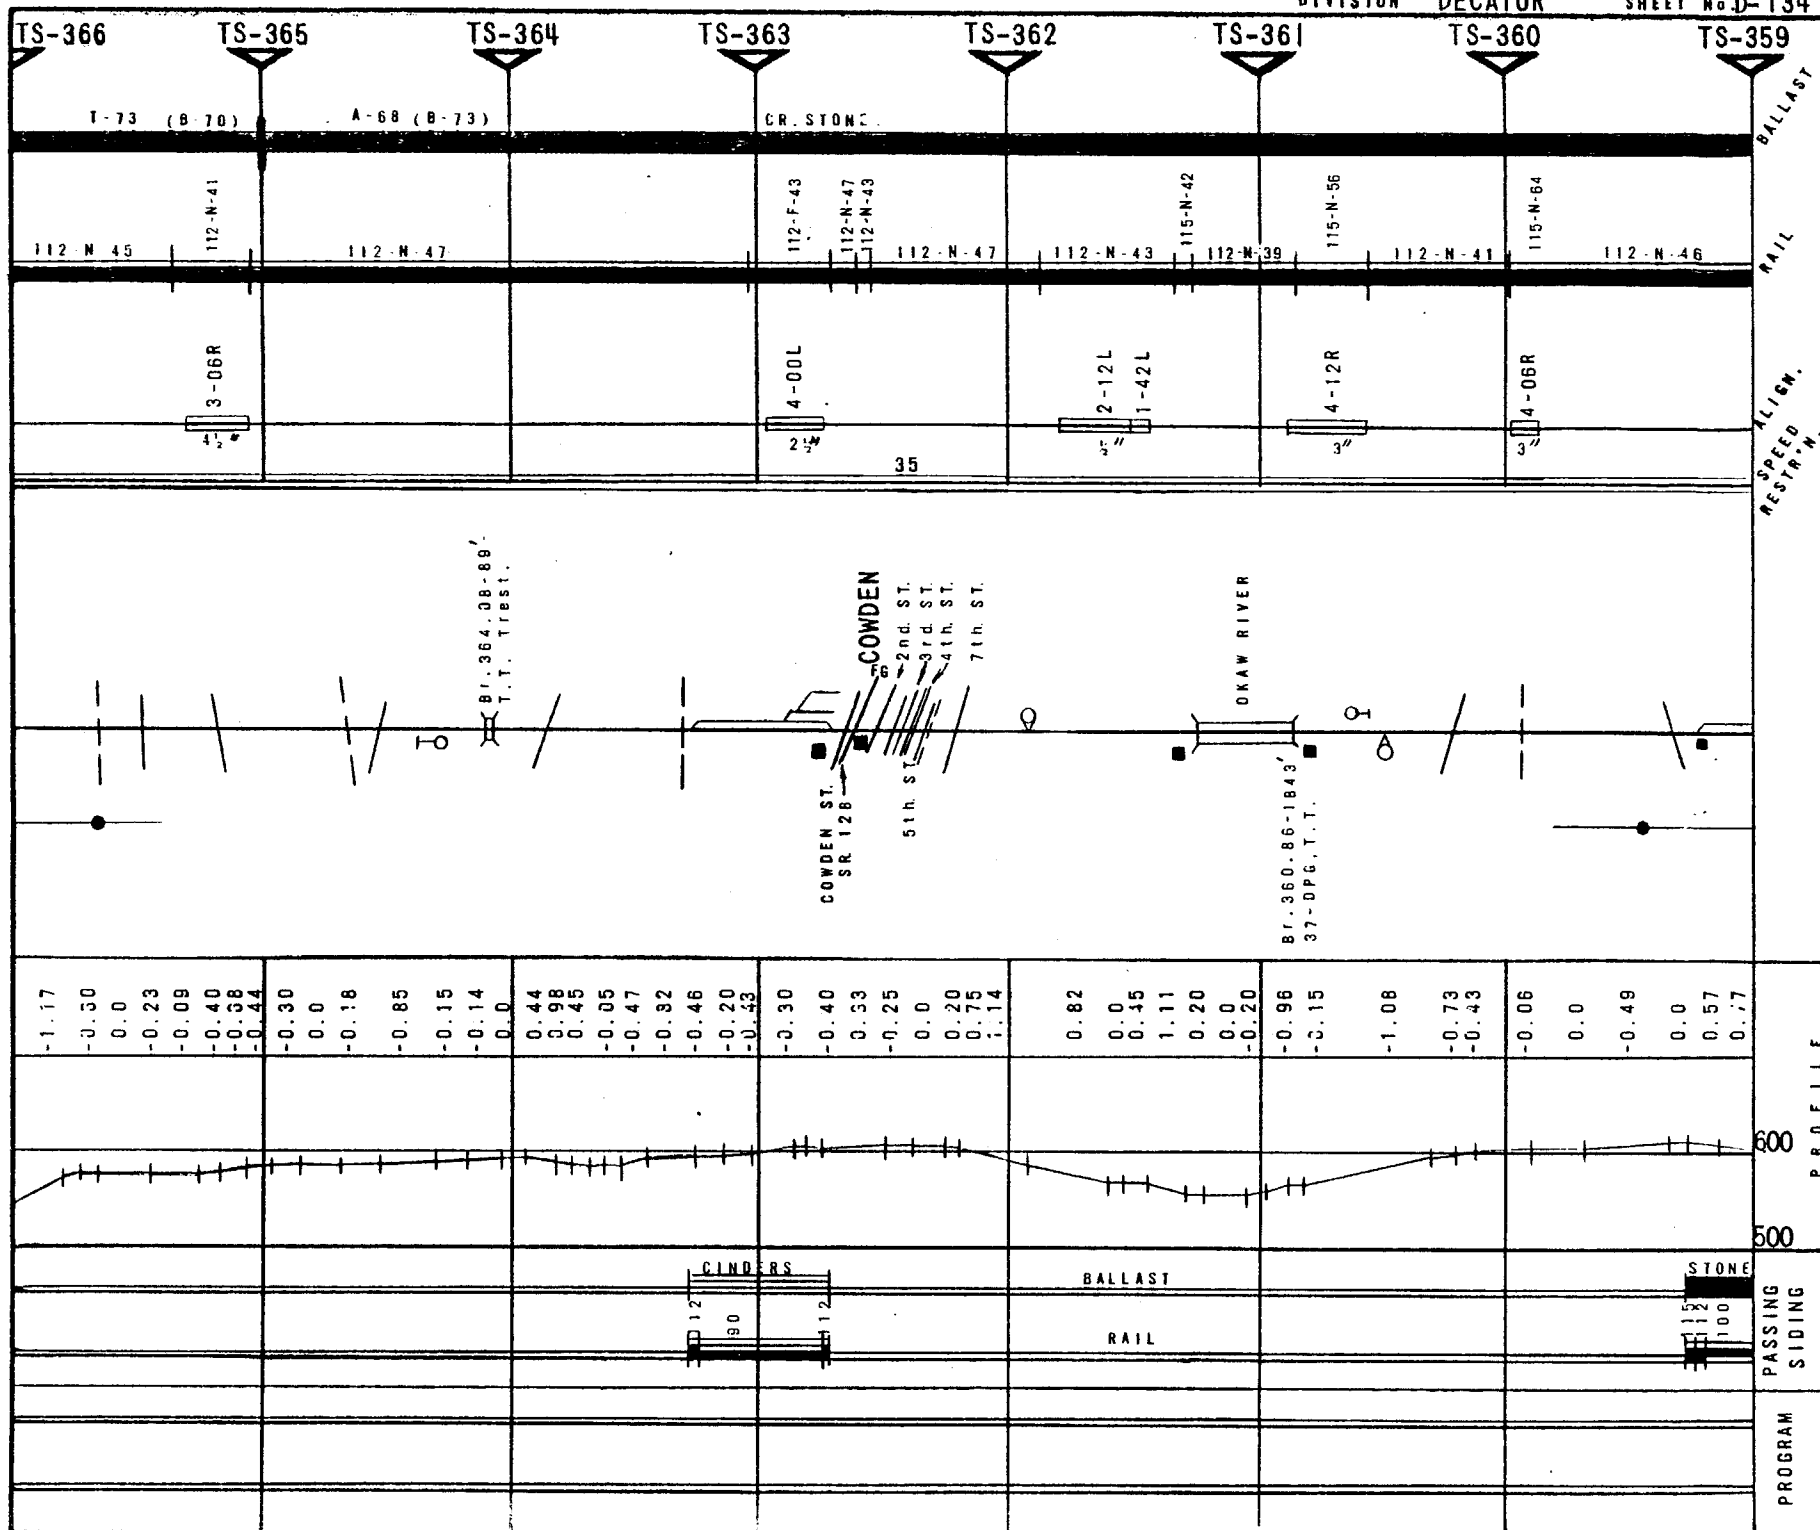 DIVISION DECATUR SHEET No. D-134
TS-366 TS-365 TS-364 TS-363 TS-362 TS-361 TS-360 TS-359
T-73 (B-70) A-68 (B-73) CR. STONE
BALLAST
112-N-41 112-F-43 112-N-47 112-N-43 115-N-42 115-N-56 115-N-64
112-N-45 112-N-47 112-N-47 112-N-43 112-N-39 112-N-41 112-N-46
RAIL
3-06R 4-00L 2-12L 1-42L 4-12R 4-06R
4½" 2½" 3" 3"
ALIGN.
35
SPEED
RESTR'N.
Br. 364.08-89'
T.T. Trest.
COWDEN
FG
2nd. ST.
3rd. ST.
4th. ST.
7th. ST.
OKAW RIVER
COWDEN ST.
SR. 128
5th. ST.
Br. 360.86-1843'
37-DPG, T.T.
-1.17 -0.30 0.0 -0.23 -0.09 -0.40 -0.68 -0.44 -0.30 0.0 -0.18 -0.85 -0.15 -0.14 0.0 0.44 0.98 0.45 -0.05 -0.47 -0.32 -0.46 -0.20 -0.43 -0.30 -0.40 0.33 -0.25 0.0 0.20 0.75 1.14 0.82 0.0 0.45 1.11 0.20 0.0 -0.20 -0.96 -0.15 -1.08 -0.73 -0.43 -0.06 0.0 -0.49 0.0 0.57 0.77
PROFILE
600
500
CINDERS BALLAST STONE
112 90 112 RAIL 115 112 100
PASSING
SIDING
PROGRAM